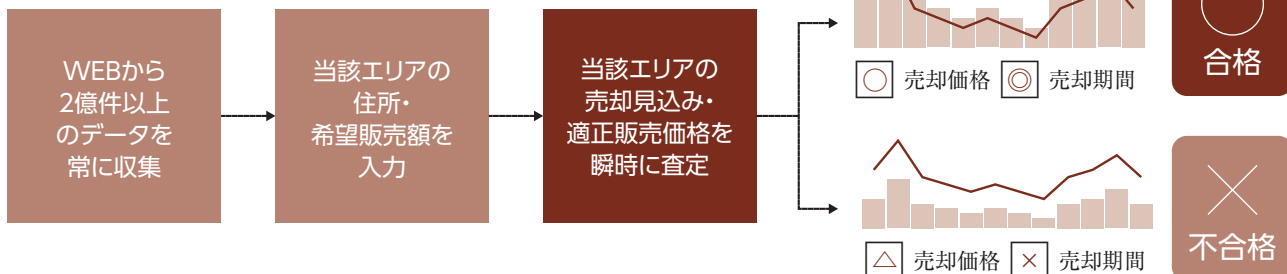 WEBから
2億件以上
のデータを
常に収集
当該エリアの
住所・
希望販売額を
入力
当該エリアの
売却見込み・
適正販売価格を
瞬時に査定
○ 売却価格 ◎ 売却期間
合格
△ 売却価格 × 売却期間
不合格